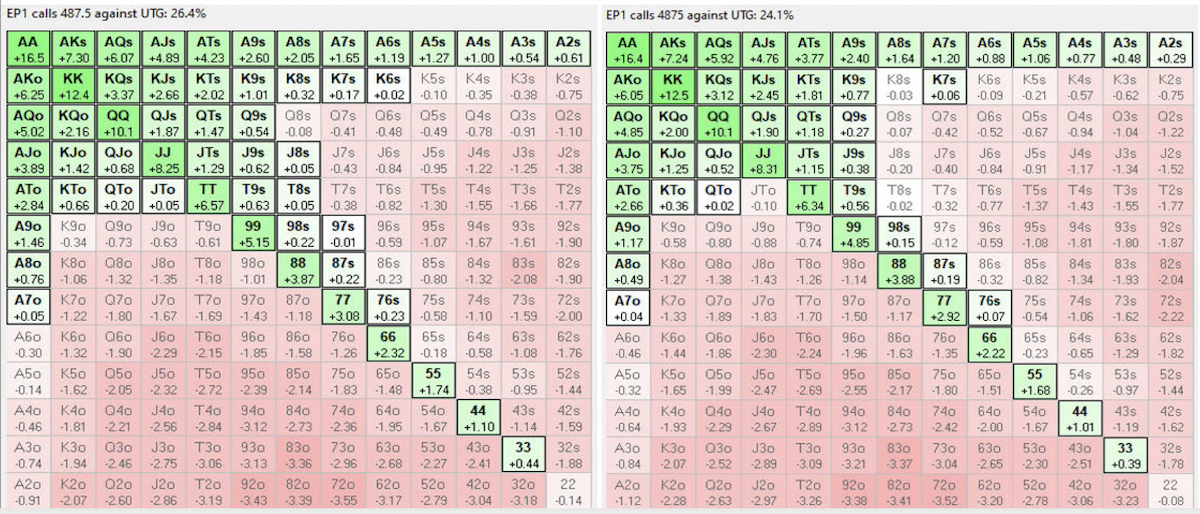 EP1 calls 487.5 against UTG: 26.4%
AA AKs AQs AJs ATs A9s A8s A7s A6s A5s A4s A3s A2s
+16.5 +7.30 +6.07 +4.89 +4.23 +2.60 +2.05 +1.65 +1.19 +1.27 +1.00 +0.54 +0.61
AKo KK KQs KJs KTs K9s K8s K7s K6s K5s K4s K3s K2s
+6.25 +12.4 +3.37 +2.66 +2.02 +1.01 +0.32 +0.17 +0.02 -0.10 -0.35 -0.38 -0.75
AQo KQo QQ QJs QTs Q9s Q8s Q7s Q6s Q5s Q4s Q3s Q2s
+5.02 +2.16 +10.1 +1.87 +1.47 +0.54 -0.08 -0.41 -0.48 -0.49 -0.78 -0.91 -1.10
AJo KJo QJo JJ JTs J9s J8s J7s J6s J5s J4s J3s J2s
+3.89 +1.42 +0.68 +8.25 +1.29 +0.62 +0.05 -0.43 -0.84 -0.95 -1.22 -1.25 -1.38
ATo KTo QTo JTo TT T9s T8s T7s T6s T5s T4s T3s T2s
+2.84 +0.66 +0.20 +0.05 +6.57 +0.63 +0.05 -0.38 -0.82 -1.30 -1.55 -1.66 -1.77
A9o K9o Q9o J9o T9o 99 98s 97s 96s 95s 94s 93s 92s
+1.46 -0.34 -0.73 -0.63 -0.61 +5.15 +0.22 -0.01 -0.59 -1.07 -1.67 -1.61 -1.90
A8o K8o Q8o J8o T8o 98o 88 87s 86s 85s 84s 83s 82s
+0.76 -1.06 -1.32 -1.35 -1.18 -1.01 +3.87 +0.22 -0.23 -0.80 -1.32 -2.08 -1.90
A7o K7o Q7o J7o T7o 97o 87o 77 76s 75s 74s 73s 72s
+0.05 -1.22 -1.80 -1.67 -1.69 -1.43 -1.18 +3.08 +0.23 -0.58 -1.10 -1.59 -2.00
A6o K6o Q6o J6o T6o 96o 86o 76o 66 65s 64s 63s 62s
-0.30 -1.32 -1.90 -2.29 -2.15 -1.85 -1.58 -1.26 +2.32 -0.18 -0.58 -1.08 -1.76
A5o K5o Q5o J5o T5o 95o 85o 75o 65o 55 54s 53s 52s
-0.14 -1.62 -2.05 -2.32 -2.72 -2.39 -2.14 -1.83 -1.48 +1.74 -0.38 -0.95 -1.44
A4o K4o Q4o J4o T4o 94o 84o 74o 64o 54o 44 43s 42s
-0.46 -1.81 -2.21 -2.56 -2.84 -3.12 -2.73 -2.36 -1.95 -1.67 +1.10 -1.14 -1.59
A3o K3o Q3o J3o T3o 93o 83o 73o 63o 53o 43o 33 32s
-0.74 -1.94 -2.46 -2.75 -3.06 -3.13 -3.36 -2.96 -2.68 -2.27 -2.41 +0.44 -1.88
A2o K2o Q2o J2o T2o 92o 82o 72o 62o 52o 42o 32o 22
-0.91 -2.07 -2.60 -2.86 -3.19 -3.43 -3.39 -3.55 -3.17 -2.79 -3.04 -3.18 -0.14
EP1 calls 4875 against UTG: 24.1%
AA AKs AQs AJs ATs A9s A8s A7s A6s A5s A4s A3s A2s
+16.4 +7.24 +5.92 +4.76 +3.77 +2.40 +1.64 +1.20 +0.88 +1.06 +0.77 +0.48 +0.29
AKo KK KQs KJs KTs K9s K8s K7s K6s K5s K4s K3s K2s
+6.05 +12.5 +3.12 +2.45 +1.81 +0.77 -0.03 +0.06 -0.09 -0.21 -0.57 -0.62 -0.75
AQo KQo QQ QJs QTs Q9s Q8s Q7s Q6s Q5s Q4s Q3s Q2s
+4.85 +2.00 +10.1 +1.90 +1.18 +0.27 -0.07 -0.42 -0.52 -0.67 -0.94 -1.04 -1.22
AJo KJo QJo JJ JTs J9s J8s J7s J6s J5s J4s J3s J2s
+3.75 +1.25 +0.52 +8.31 +1.15 +0.38 -0.20 -0.40 -0.84 -0.91 -1.17 -1.34 -1.52
ATo KTo QTo JTo TT T9s T8s T7s T6s T5s T4s T3s T2s
+2.66 +0.36 +0.02 -0.10 +6.34 +0.56 -0.02 -0.32 -0.77 -1.37 -1.43 -1.55 -1.77
A9o K9o Q9o J9o T9o 99 98s 97s 96s 95s 94s 93s 92s
+1.17 -0.58 -0.80 -0.88 -0.74 +4.85 +0.15 -0.12 -0.59 -1.08 -1.81 -1.80 -1.87
A8o K8o Q8o J8o T8o 98o 88 87s 86s 85s 84s 83s 82s
+0.49 -1.27 -1.38 -1.43 -1.26 -1.14 +3.88 +0.19 -0.32 -0.82 -1.34 -1.93 -2.04
A7o K7o Q7o J7o T7o 97o 87o 77 76s 75s 74s 73s 72s
+0.04 -1.33 -1.89 -1.83 -1.70 -1.50 -1.17 +2.92 +0.07 -0.54 -1.06 -1.62 -2.22
A6o K6o Q6o J6o T6o 96o 86o 76o 66 65s 64s 63s 62s
-0.46 -1.44 -1.86 -2.30 -2.24 -1.96 -1.63 -1.35 +2.22 -0.23 -0.65 -1.29 -1.82
A5o K5o Q5o J5o T5o 95o 85o 75o 65o 55 54s 53s 52s
-0.32 -1.65 -1.99 -2.47 -2.69 -2.55 -2.17 -1.80 -1.51 +1.68 -0.26 -0.97 -1.44
A4o K4o Q4o J4o T4o 94o 84o 74o 64o 54o 44 43s 42s
-0.64 -1.93 -2.29 -2.67 -2.89 -3.12 -2.73 -2.42 -2.00 -1.67 +1.01 -1.19 -1.62
A3o K3o Q3o J3o T3o 93o 83o 73o 63o 53o 43o 33 32s
-0.84 -2.07 -2.52 -2.89 -3.09 -3.21 -3.37 -3.04 -2.65 -2.30 -2.51 +0.39 -1.78
A2o K2o Q2o J2o T2o 92o 82o 72o 62o 52o 42o 32o 22
-1.12 -2.28 -2.63 -2.97 -3.26 -3.38 -3.41 -3.52 -3.20 -2.78 -3.06 -3.23 -0.08